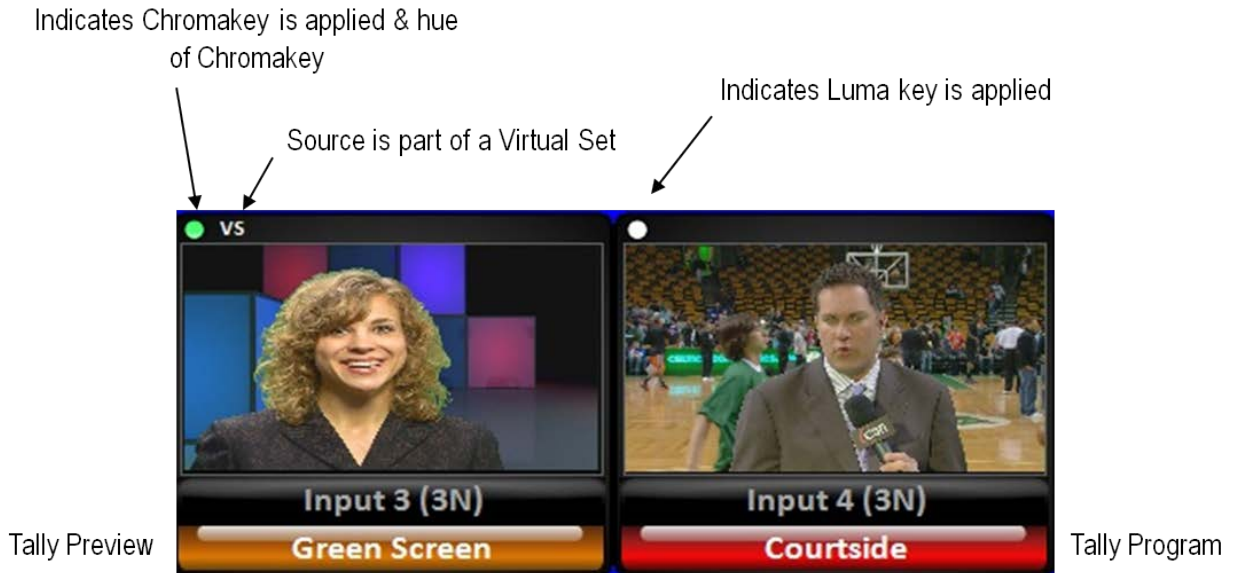 Indicates Chromakey is applied & hue
of Chromakey
Indicates Luma key is applied
Source is part of a Virtual Set
VS
Input 3 (3N)
Input 4 (3N)
Tally Preview
Green Screen
Courtside
Tally Program